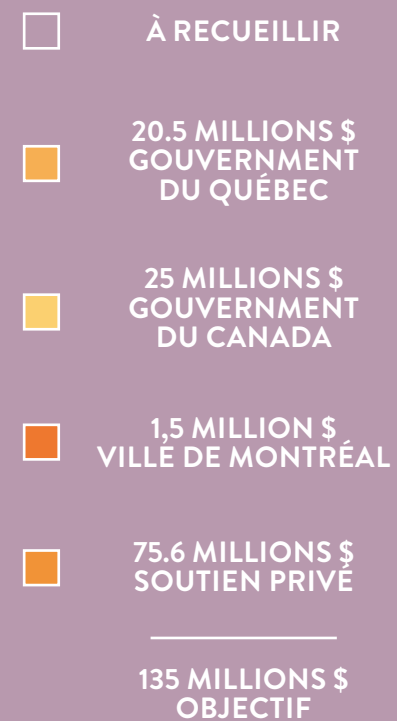 À RECUEILLIR
20.5 MILLIONS $
GOUVERNMENT
DU QUÉBEC
25 MILLIONS $
GOUVERNMENT
DU CANADA
1,5 MILLION $
VILLE DE MONTRÉAL
75.6 MILLIONS $
SOUTIEN PRIVÉ
135 MILLIONS $
OBJECTIF